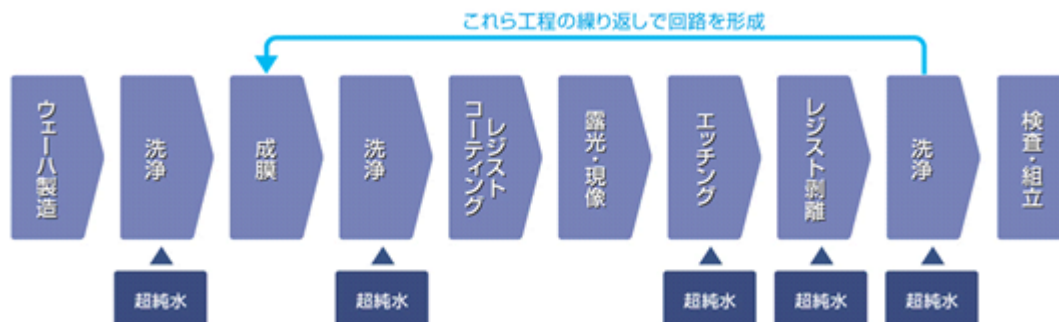 これら工程の繰り返しで回路を形成
ウェーハ製造
洗浄
成膜
洗浄
レジスト
コーティング
露光・現像
エッチング
レジスト剥離
洗浄
検査・組立
超純水
超純水
超純水
超純水
超純水